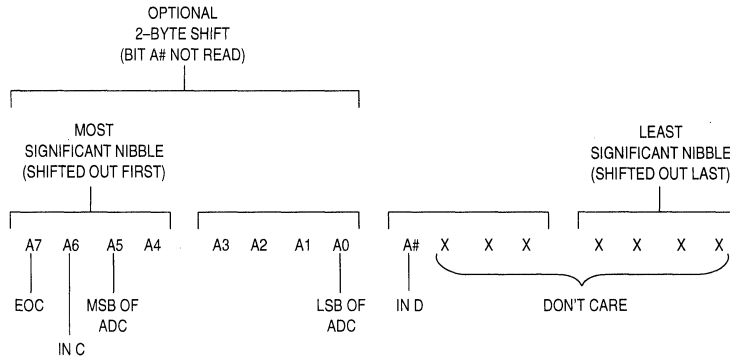 OPTIONAL
2–BYTE SHIFT
(BIT A# NOT READ)
MOST
SIGNIFICANT NIBBLE
(SHIFTED OUT FIRST)
LEAST
SIGNIFICANT NIBBLE
(SHIFTED OUT LAST)
A7 A6 A5 A4 A3 A2 A1 A0 A# X X X X X X X
EOC
MSB OF
ADC
LSB OF
ADC
IN D
DON'T CARE
IN C